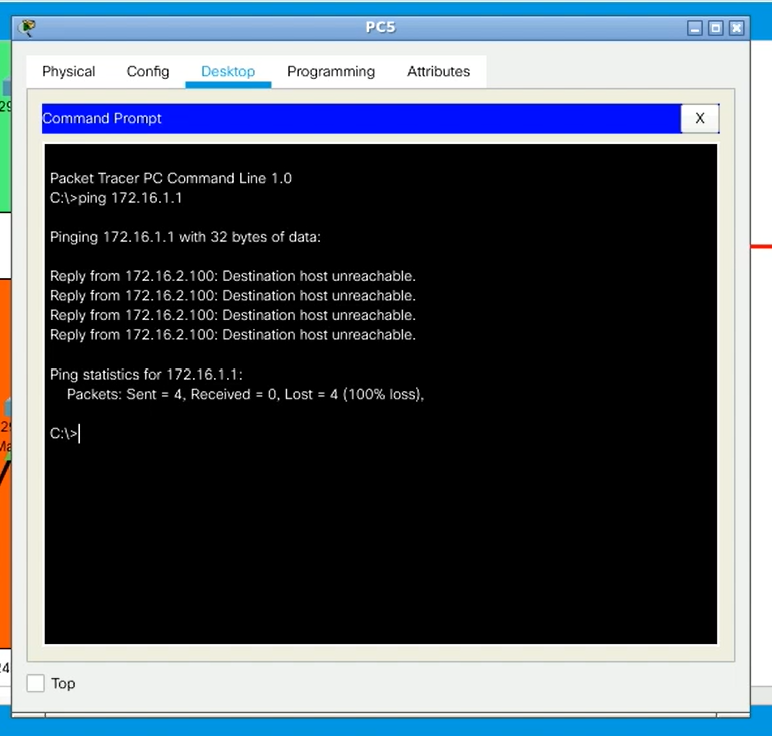 PC5
Physical Config Desktop Programming Attributes
Command Prompt X
Packet Tracer PC Command Line 1.0
C:\>ping 172.16.1.1
Pinging 172.16.1.1 with 32 bytes of data:
Reply from 172.16.2.100: Destination host unreachable.
Reply from 172.16.2.100: Destination host unreachable.
Reply from 172.16.2.100: Destination host unreachable.
Reply from 172.16.2.100: Destination host unreachable.
Ping statistics for 172.16.1.1:
Packets: Sent = 4, Received = 0, Lost = 4 (100% loss),
C:\>
Top